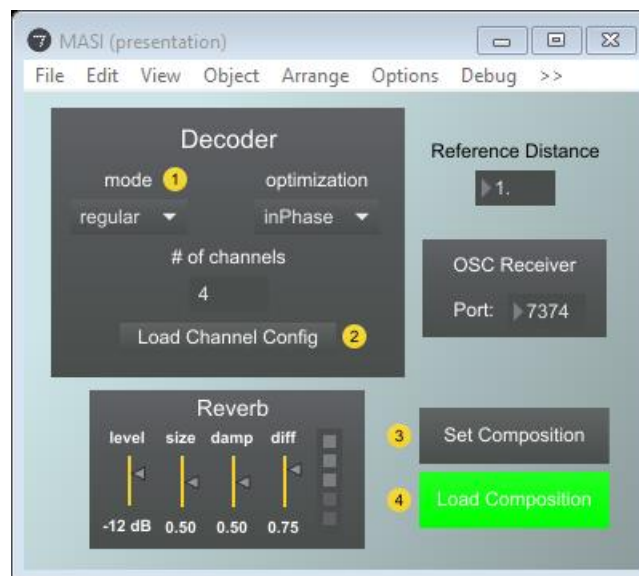 MASI (presentation)
File Edit View Object Arrange Options Debug >>
Decoder
mode 1 optimization
regular inPhase
# of channels
4
Load Channel Config 2
Reference Distance
1.
OSC Receiver
Port: 7374
Reverb
level size damp diff
-12 dB 0.50 0.50 0.75
3 Set Composition
4 Load Composition